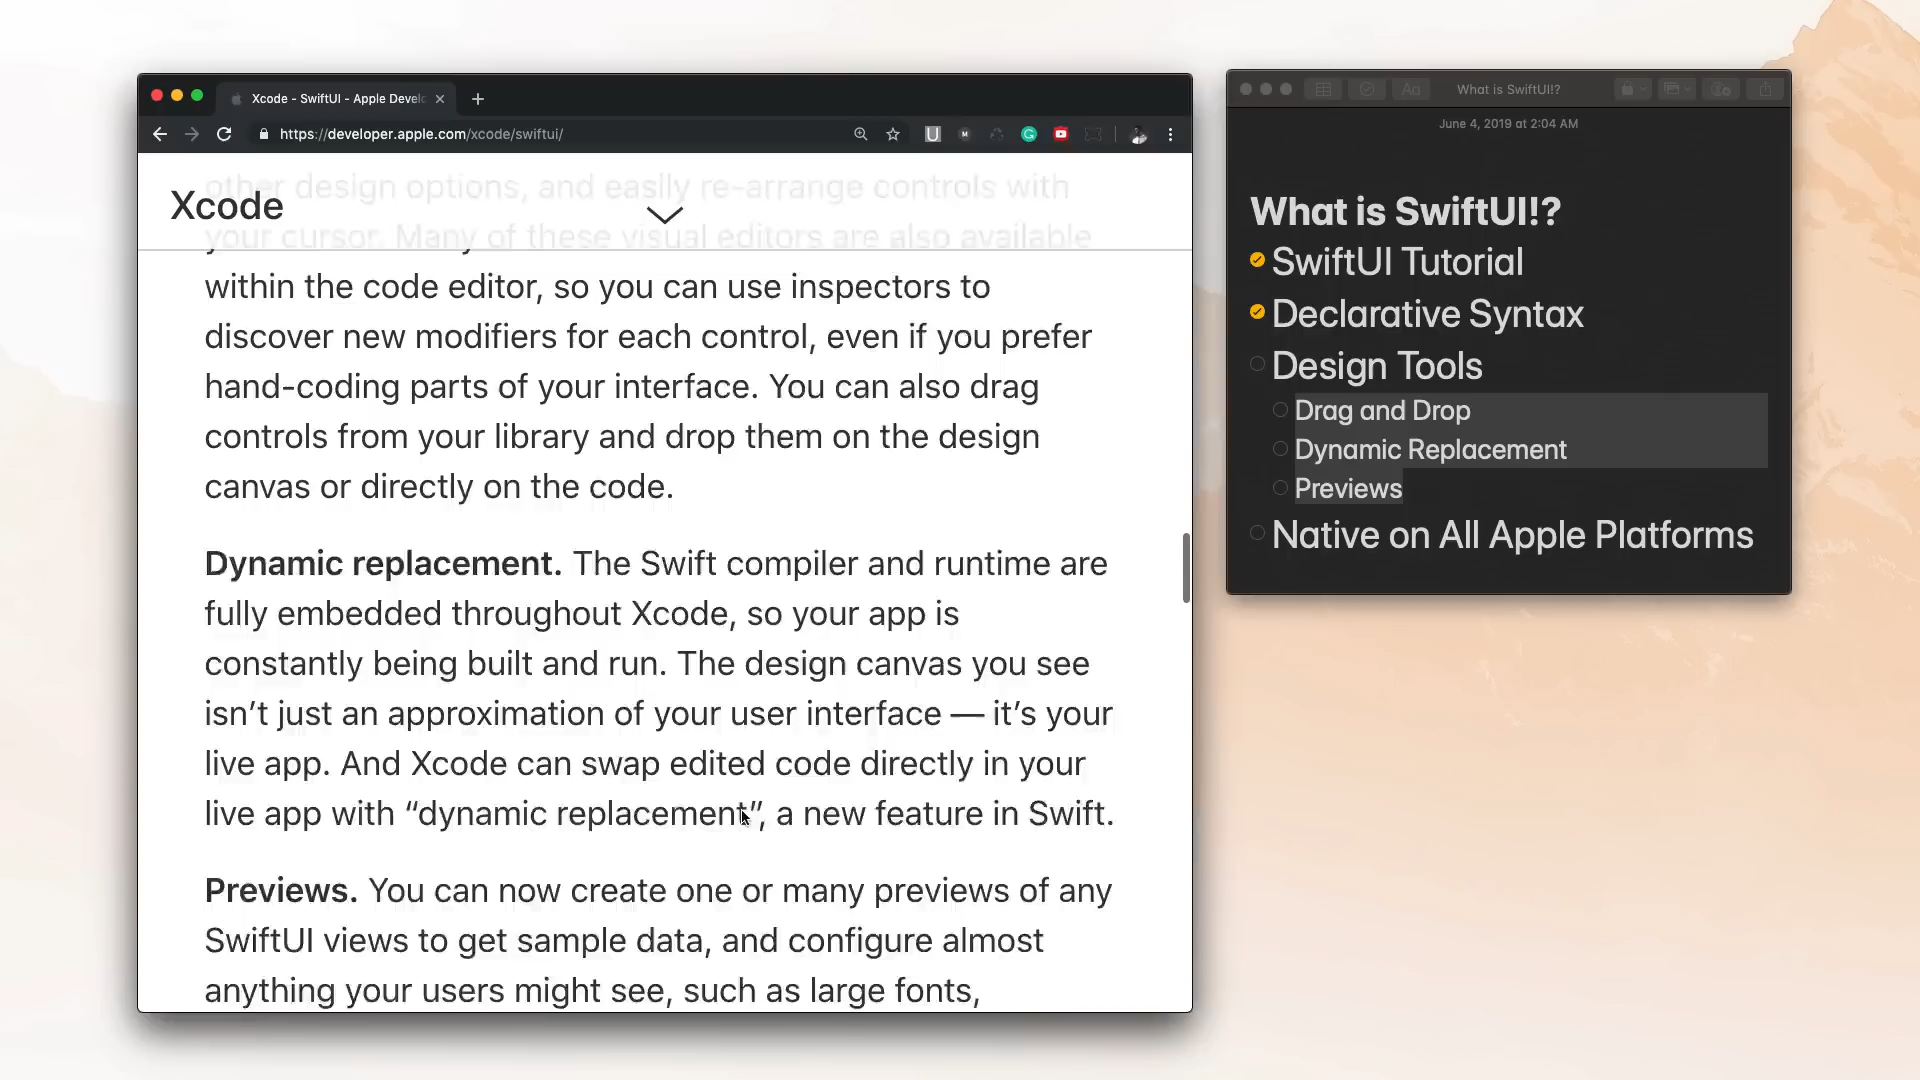 Xcode - SwiftUI - Apple Devel
https://developer.apple.com/xcode/swiftui/
other design options, and easily re-arrange controls with
Xcode
your cursor. Many of these visual editors are also available
within the code editor, so you can use inspectors to
discover new modifiers for each control, even if you prefer
hand-coding parts of your interface. You can also drag
controls from your library and drop them on the design
canvas or directly on the code.
Dynamic replacement. The Swift compiler and runtime are
fully embedded throughout Xcode, so your app is
constantly being built and run. The design canvas you see
isn’t just an approximation of your user interface — it’s your
live app. And Xcode can swap edited code directly in your
live app with “dynamic replacement”, a new feature in Swift.
Previews. You can now create one or many previews of any
SwiftUI views to get sample data, and configure almost
anything your users might see, such as large fonts,
Aa
What is SwiftUI!?
June 4, 2019 at 2:04 AM
What is SwiftUI!?
SwiftUI Tutorial
Declarative Syntax
Design Tools
Drag and Drop
Dynamic Replacement
Previews
Native on All Apple Platforms